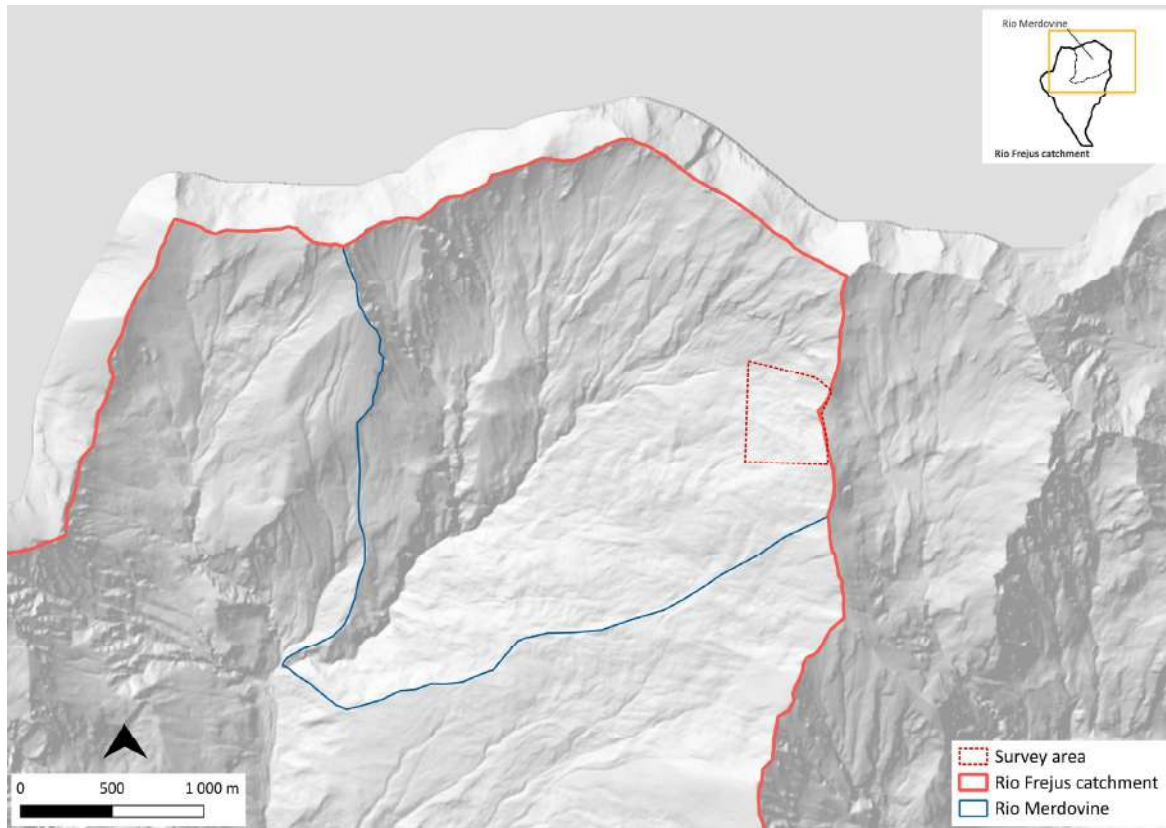 Rio Merdovine
Rio Frejus catchment
0 500 1 000 m
Survey area
Rio Frejus catchment
Rio Merdovine